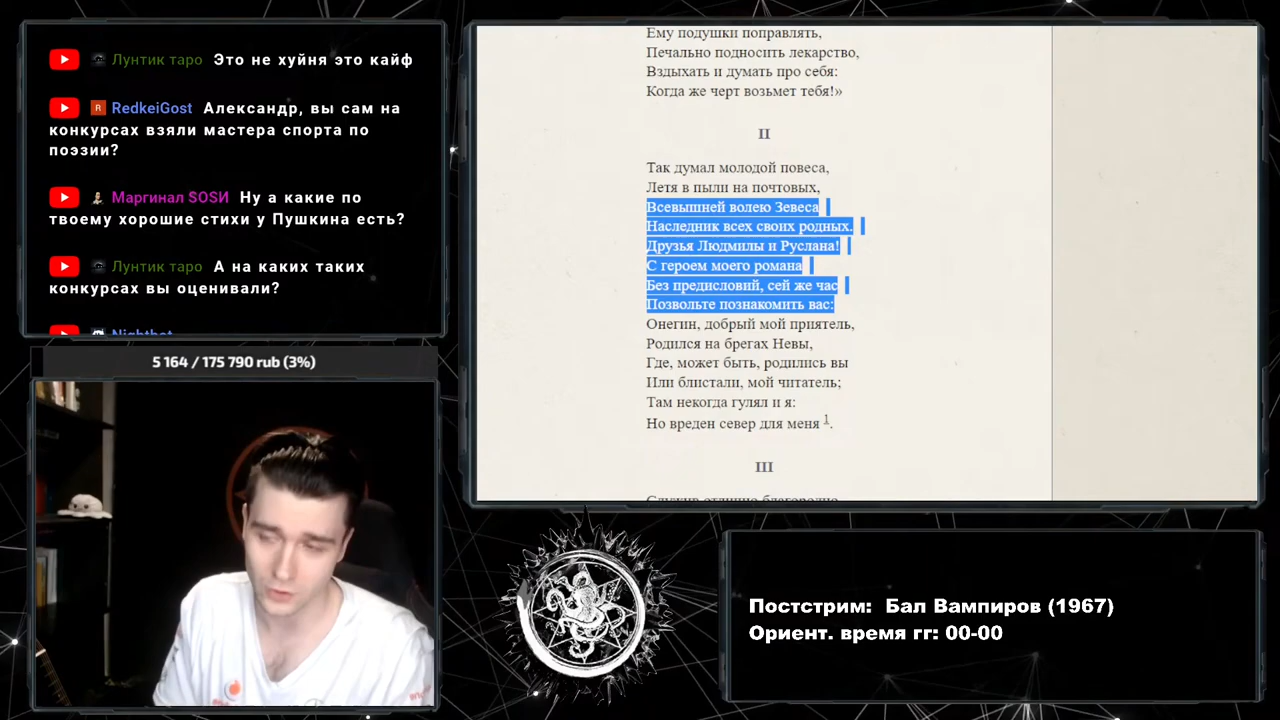 Лунтик таро Это не хуйня это кайф
RedkeiGost Александр, вы сам на
конкурсах взяли мастера спорта по
поэзии?
Маргинал SOSИ Ну а какие по
твоему хорошие стихи у Пушкина есть?
Лунтик таро А на каких таких
конкурсах вы оценивали?
Nightbot
5 164 / 175 790 rub (3%)
Ему подушки поправлять,
Печально подносить лекарство,
Вздыхать и думать про себя:
Когда же черт возьмет тебя!»
II
Так думал молодой повеса,
Летя в пыли на почтовых,
Всевышней волею Зевеса
Наследник всех своих родных.
Друзья Людмилы и Руслана!
С героем моего романа
Без предисловий, сей же час
Позвольте познакомить вас:
Онегин, добрый мой приятель,
Родился на брегах Невы,
Где, может быть, родились вы
Или блистали, мой читатель;
Там некогда гулял и я:
Но вреден север для меня 1.
III
Служив отлично благородно
Постстрим: Бал Вампиров (1967)
Ориент. время гг: 00-00